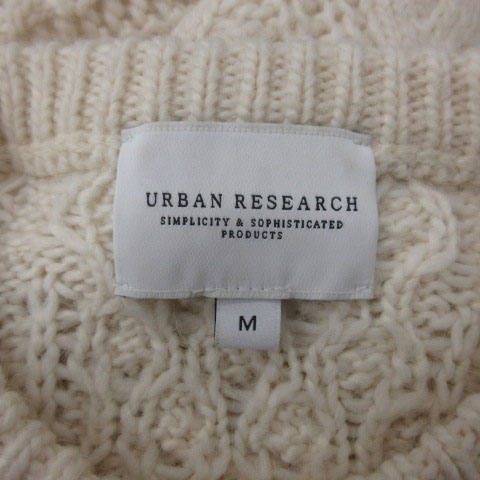 URBAN RESEARCH
SIMPLICITY & SOPHISTICATED
PRODUCTS
M